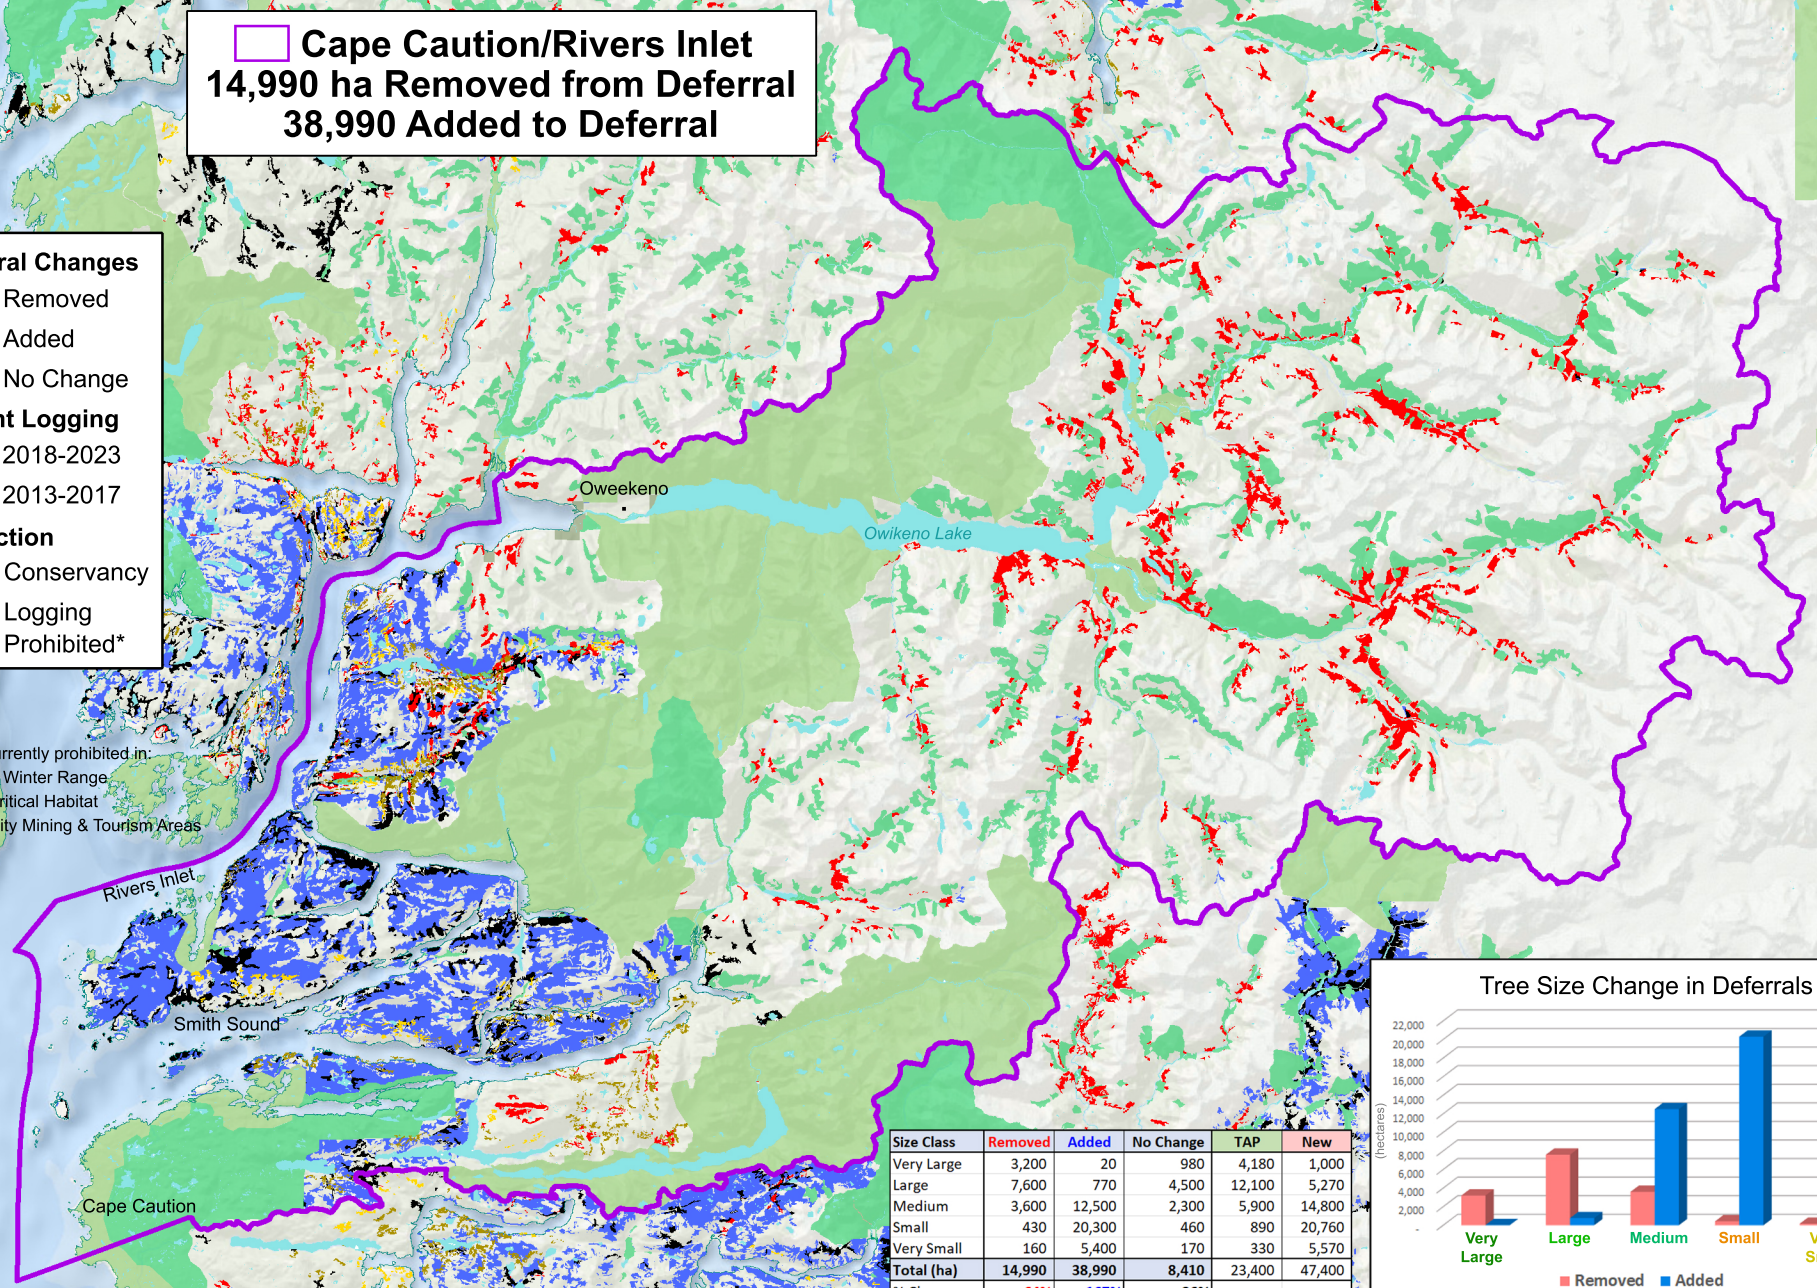 Cape Caution/Rivers Inlet
14,990 ha Removed from Deferral
38,990 Added to Deferral
ral Changes
Removed
Added
No Change
nt Logging
2018-2023
2013-2017
ction
Conservancy
Logging
Prohibited*
urrently prohibited in:
Winter Range
ritical Habitat
ity Mining & Tourism Areas
Oweekeno
Owikeno Lake
Rivers Inlet
Smith Sound
Cape Caution
Size Class Removed Added No Change TAP New
Very Large 3,200 20 980 4,180 1,000
Large 7,600 770 4,500 12,100 5,270
Medium 3,600 12,500 2,300 5,900 14,800
Small 430 20,300 460 890 20,760
Very Small 160 5,400 170 330 5,570
Total (ha) 14,990 38,990 8,410 23,400 47,400
Tree Size Change in Deferrals
(hectares)
22,000
20,000
18,000
16,000
14,000
12,000
10,000
8,000
6,000
4,000
2,000
-
Very Large
Large
Medium
Small
Removed Added